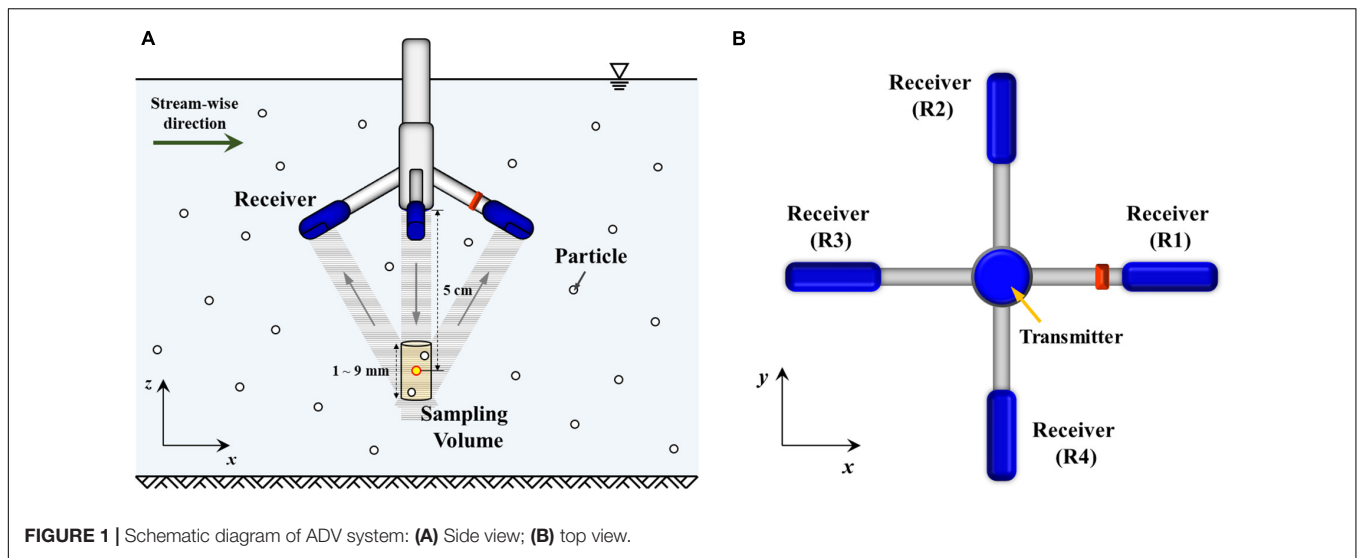 A
Stream-wise
direction
Receiver
Particle
5 cm
1 ~ 9 mm
Sampling
Volume
z
x
B
Receiver
(R2)
Receiver
(R3)
Receiver
(R1)
Transmitter
Receiver
(R4)
y
x
FIGURE 1 | Schematic diagram of ADV system: (A) Side view; (B) top view.